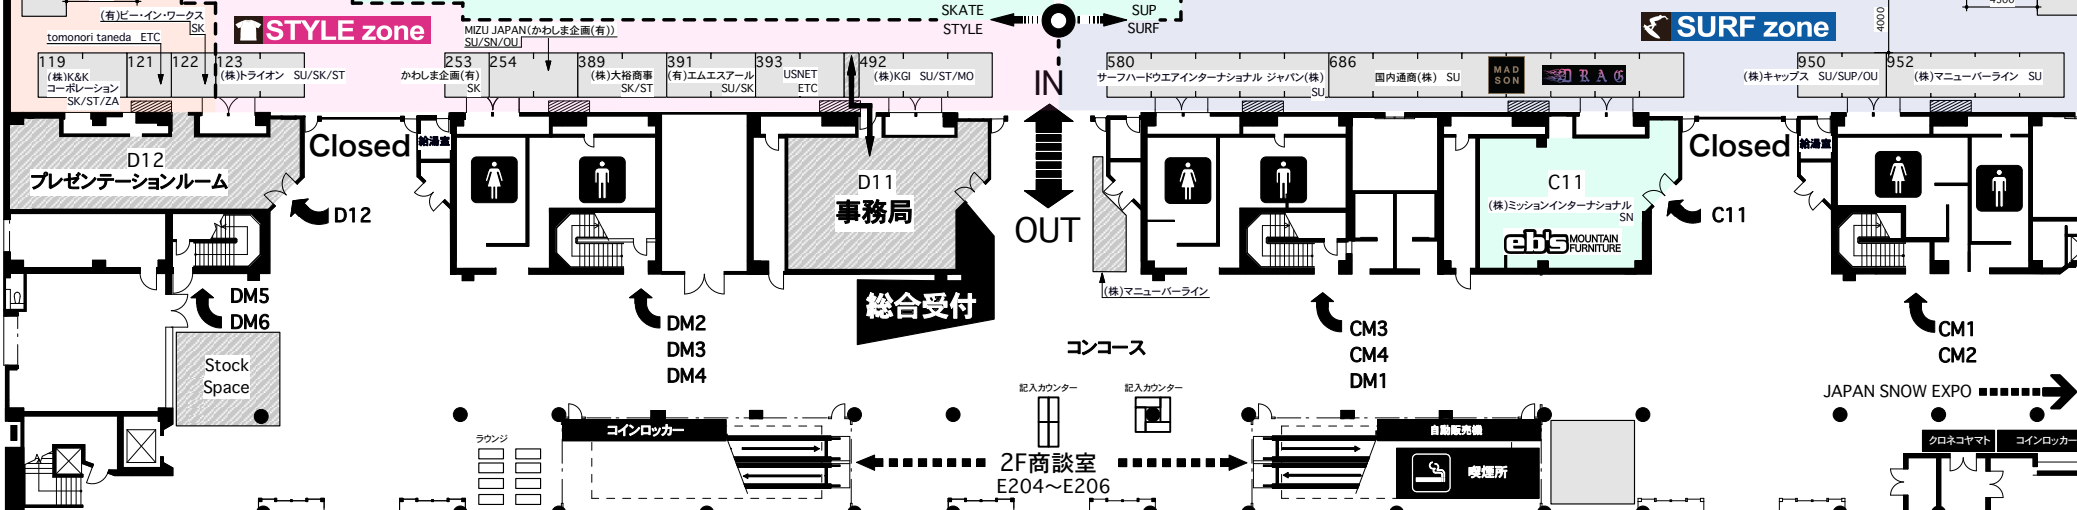 SKATE
STYLE
SUP
SURF
4000
(有)ビー・イン・ワークス
SK
STYLE zone
SURF zone
tomonori taneda ETC
MIZU JAPAN(かわしま企画(有))
SU/SN/OU
119
(株)K&K
コーポレーション
SK/ST/ZA
121
122
123
(株)トライオン SU/SK/ST
253
かわしま企画(有)
SK
254
389
(株)大裕商事
SK/ST
391
(有)エムエスアール
SU/SK
393
USNET
ETC
492
(株)KGI SU/ST/MO
IN
580
サーフハードウエアインターナショナル ジャパン(株)
SU
686
国内通商(株) SU
MAD
SON
DRAG
950
(株)キャプス SU/SUP/OU
952
(株)マニューバーライン SU
D12
プレゼンテーションルーム
Closed
給湯室
D11
事務局
OUT
C11
(株)ミッションインターナショナル
SN
eb's MOUNTAIN
FURNITURE
Closed
給湯室
D12
C11
DM5
DM6
DM2
DM3
DM4
総合受付
(株)マニューバーライン
CM3
CM4
DM1
CM1
CM2
コンコース
Stock
Space
記入カウンター
記入カウンター
JAPAN SNOW EXPO
ラウンジ
コインロッカー
自動販売機
クロネコヤマト
コインロッカー
2F商談室
E204～E206
喫煙所